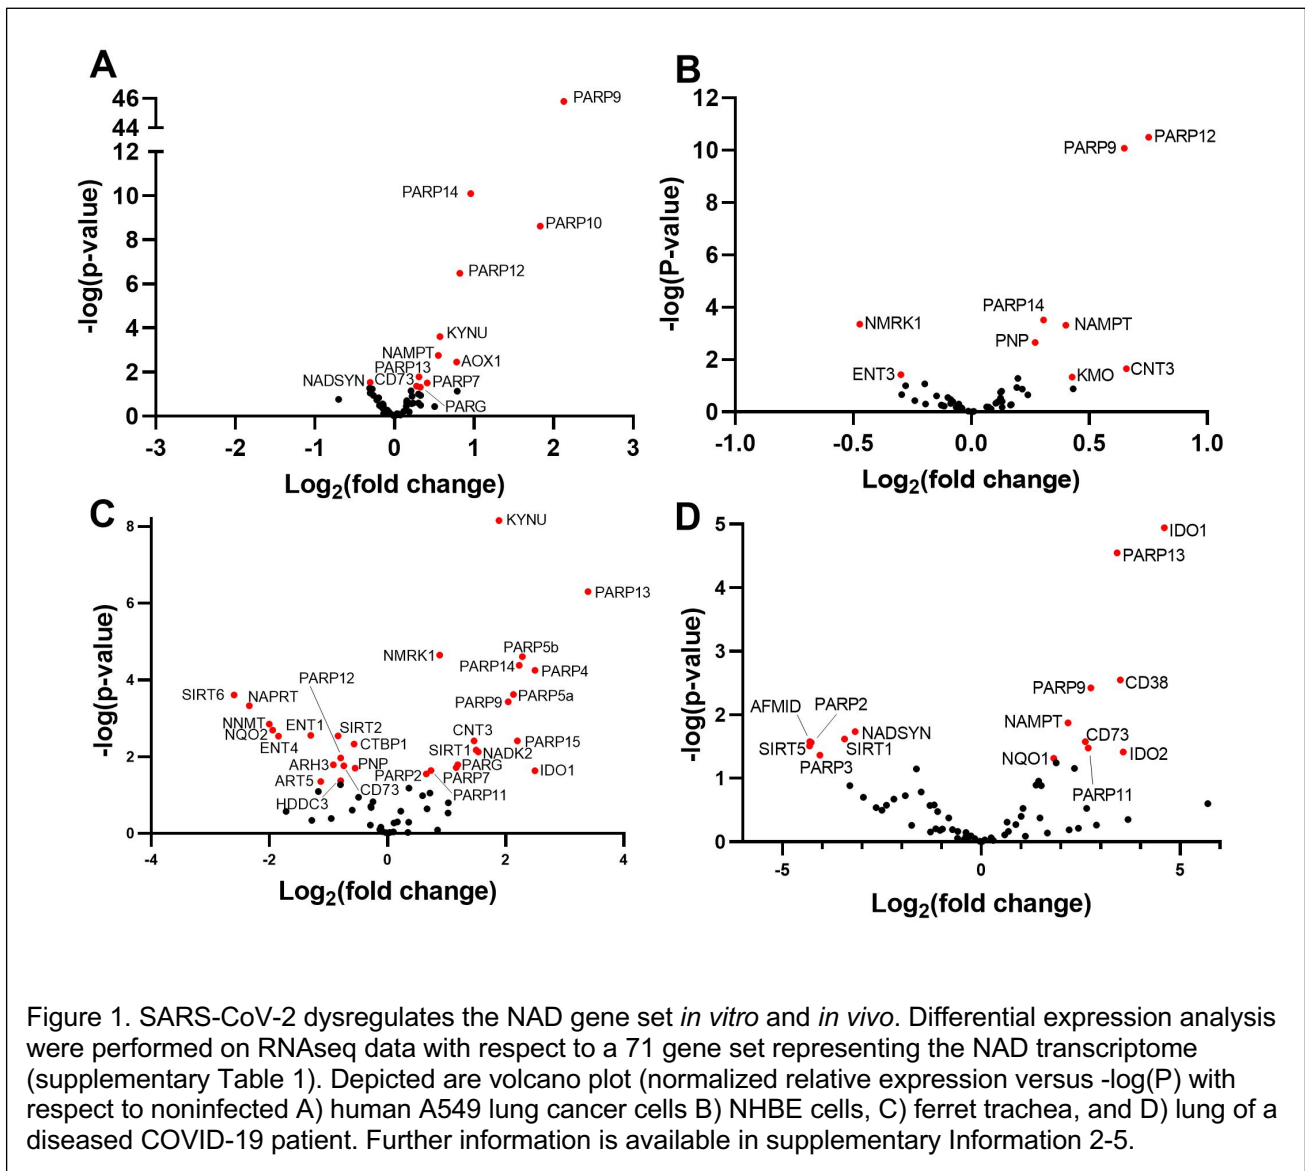 A
46
44
12
10
8
6
4
2
0
-log(p-value)
PARP9
PARP14
PARP10
PARP12
KYNU
NAMPT
AOX1
PARP13
NADSYN
CD73
PARP7
PARG
-3 -2 -1 0 1 2 3
Log2(fold change)
B
12
10
8
6
4
2
0
-log(P-value)
PARP12
PARP9
PARP14
NMRK1
NAMPT
PNP
CNT3
ENT3
KMO
-1.0 -0.5 0.0 0.5 1.0
Log2(fold change)
C
8
6
4
2
0
-log(p-value)
KYNU
PARP13
NMRK1
PARP5b
PARP14
PARP4
PARP12
SIRT6
NAPRT
PARP9
PARP5a
NNMT
NQO2
ENT1
SIRT2
CNT3
ENT4
CTBP1
SIRT1
NADK2
PARP15
ARH3
PNP
PARG
PARP2
PARP7
IDO1
ART5
CD73
PARP11
HDDC3
-4 -2 0 2 4
Log2(fold change)
D
5
4
3
2
1
0
-log(p-value)
IDO1
PARP13
CD38
PARP9
AFMID
PARP2
NAMPT
NADSYN
CD73
SIRT5
SIRT1
NQO1
IDO2
PARP3
PARP11
-5 0 5
Log2(fold change)
Figure 1. SARS-CoV-2 dysregulates the NAD gene set in vitro and in vivo. Differential expression analysis
were performed on RNAseq data with respect to a 71 gene set representing the NAD transcriptome
(supplementary Table 1). Depicted are volcano plot (normalized relative expression versus -log(P) with
respect to noninfected A) human A549 lung cancer cells B) NHBE cells, C) ferret trachea, and D) lung of a
diseased COVID-19 patient. Further information is available in supplementary Information 2-5.